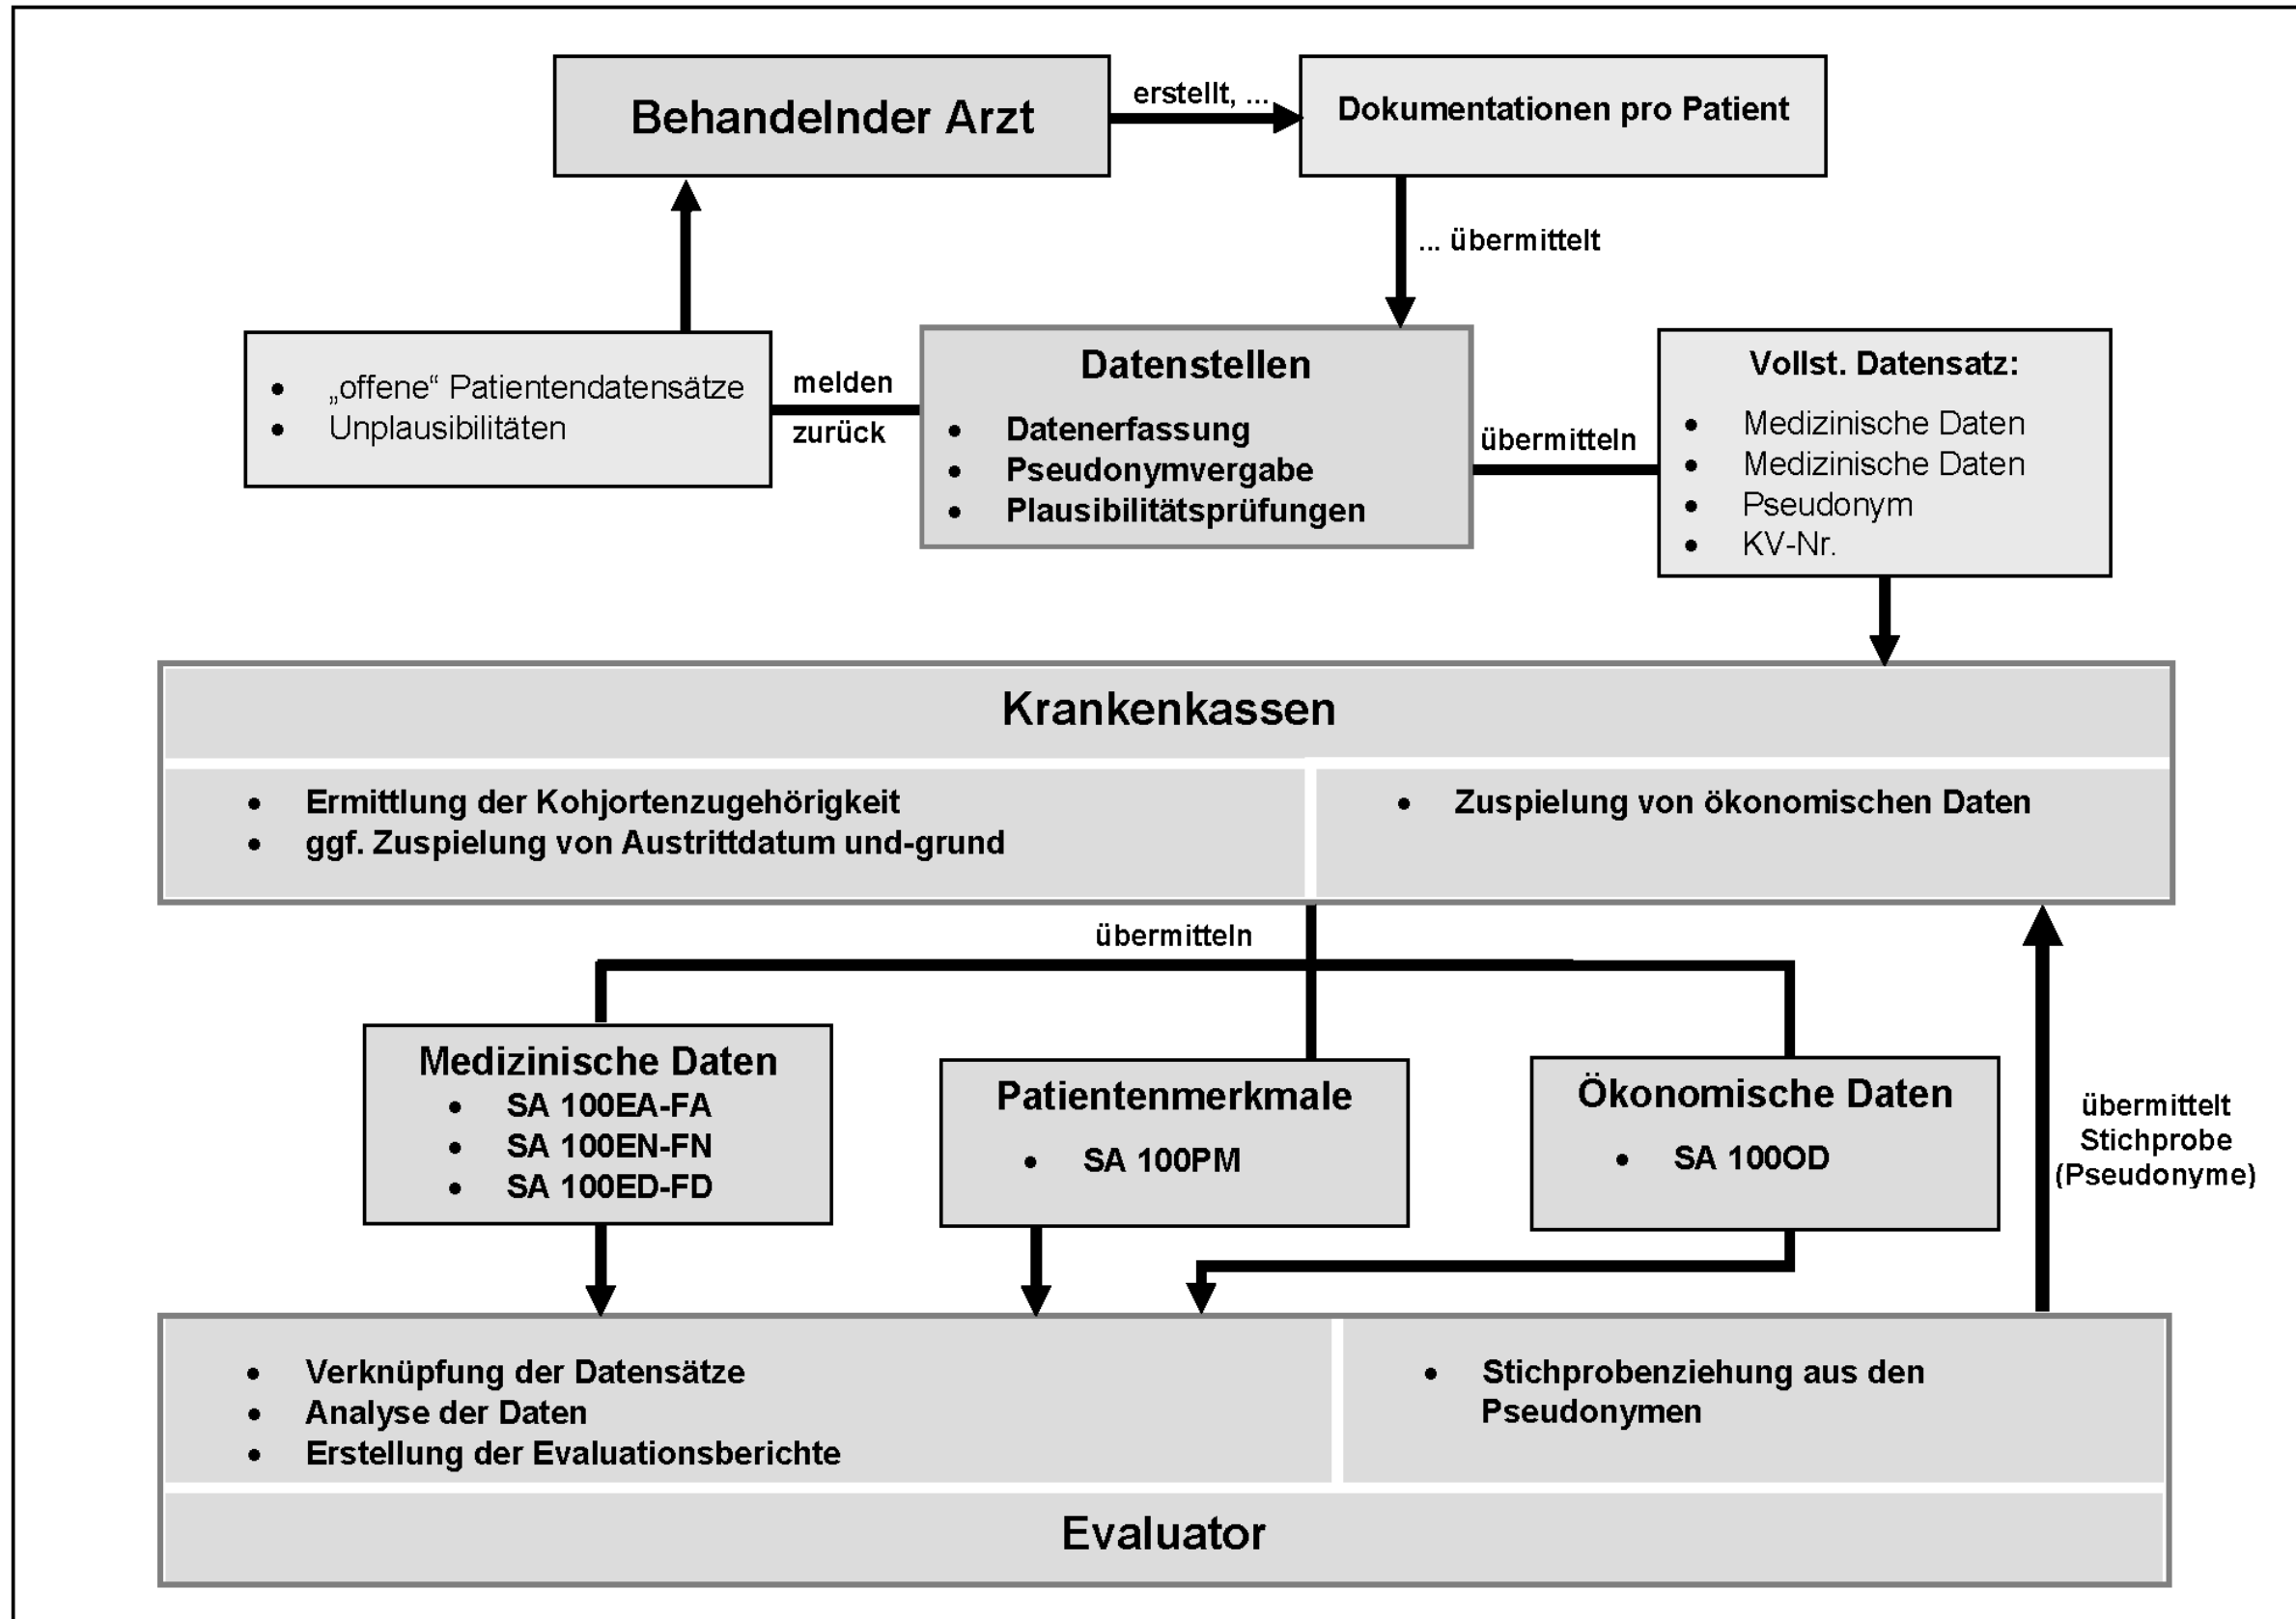 Behandelnder Arzt
erstellt, ...
Dokumentationen pro Patient
... übermittelt
• „offene“ Patientendatensätze
• Unplausibilitäten
melden
zurück
Datenstellen
• Datenerfassung
• Pseudonymvergabe
• Plausibilitätsprüfungen
übermitteln
Vollst. Datensatz:
• Medizinische Daten
• Medizinische Daten
• Pseudonym
• KV-Nr.
Krankenkassen
• Ermittlung der Kohjortenzugehörigkeit
• ggf. Zuspielung von Austrittdatum und-grund
• Zuspielung von ökonomischen Daten
übermitteln
Medizinische Daten
• SA 100EA-FA
• SA 100EN-FN
• SA 100ED-FD
Patientenmerkmale
• SA 100PM
Ökonomische Daten
• SA 100OD
übermittelt
Stichprobe
(Pseudonyme)
• Verknüpfung der Datensätze
• Analyse der Daten
• Erstellung der Evaluationsberichte
• Stichprobenziehung aus den
Pseudonymen
Evaluator